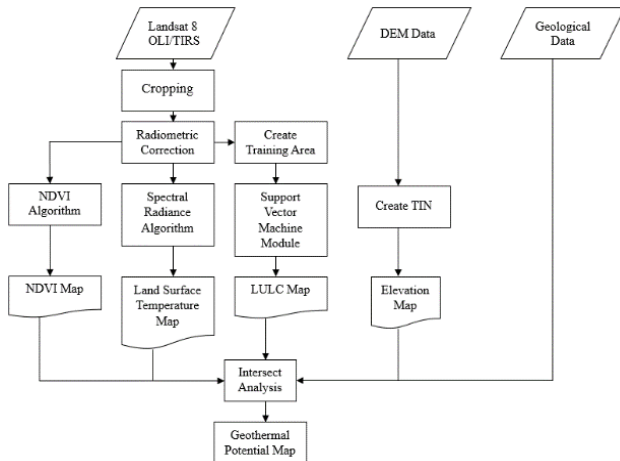 Landsat 8
OLI/TIRS
DEM Data
Geological
Data
Cropping
Radiometric
Correction
Create
Training Area
NDVI
Algorithm
Spectral
Radiance
Algorithm
Support
Vector
Machine
Module
Create TIN
NDVI Map
Land Surface
Temperature
Map
LULC Map
Elevation
Map
Intersect
Analysis
Geothermal
Potential Map